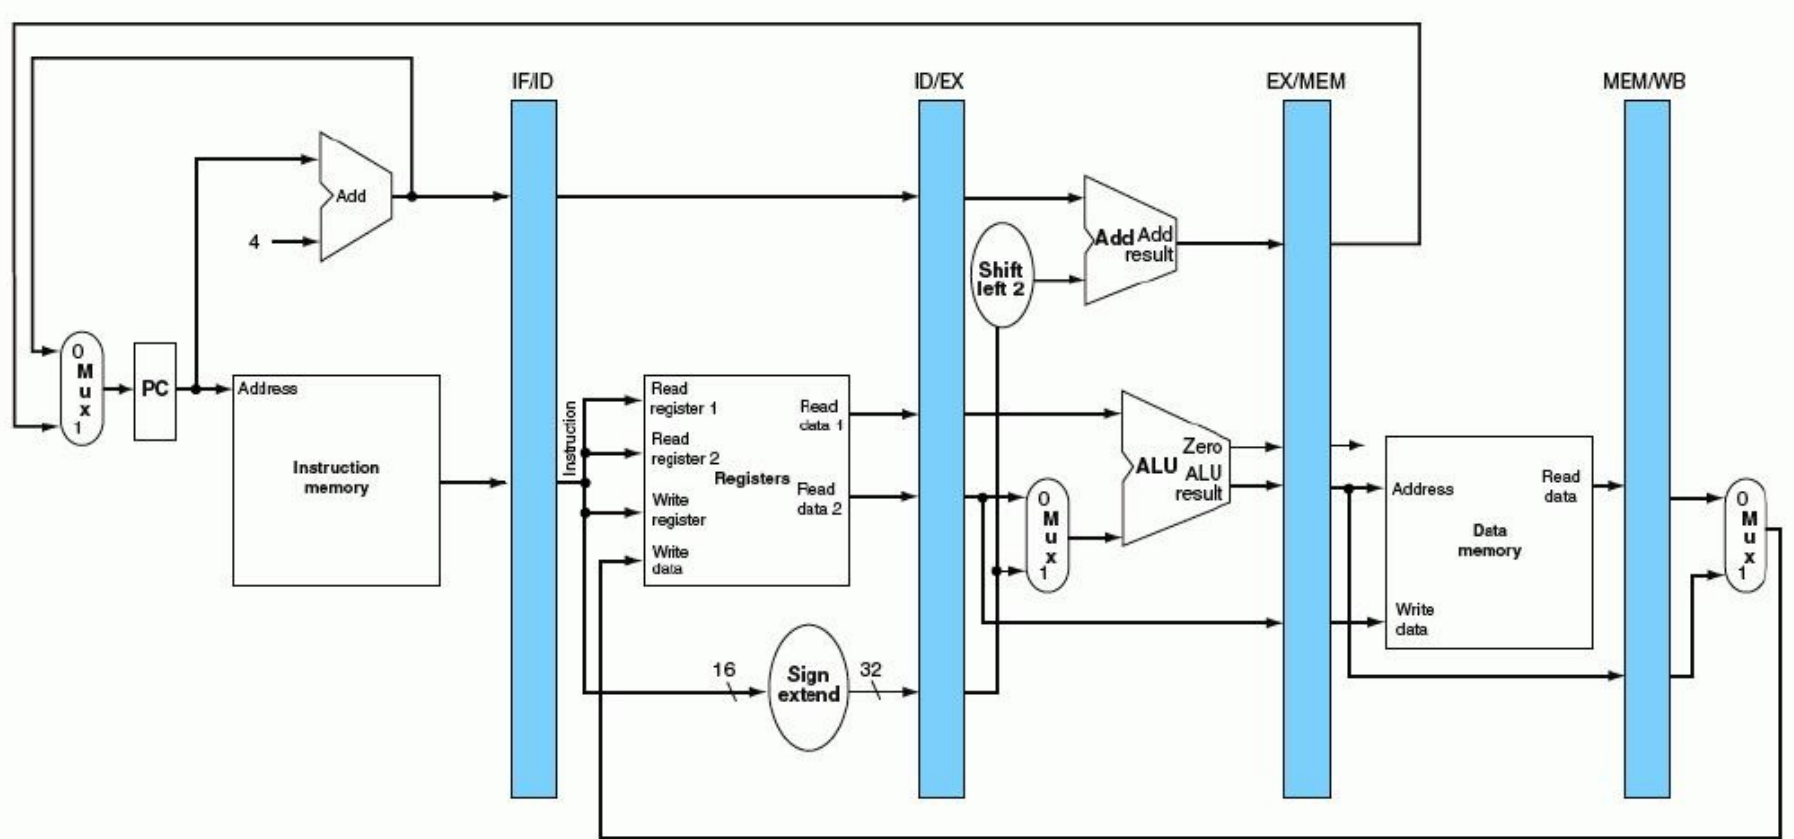 IF/ID
ID/EX
EX/MEM
MEM/WB
Add
4
Shift
left 2
Add Add
result
0
M
u
x
1
PC
Address
Instruction
memory
Instruction
Read
register 1
Read
register 2
Write
register
Write
data
Registers
Read
data 1
Read
data 2
16
Sign
extend
32
0
M
u
x
1
ALU
Zero
ALU
result
Address
Read
data
Data
memory
Write
data
0
M
u
x
1